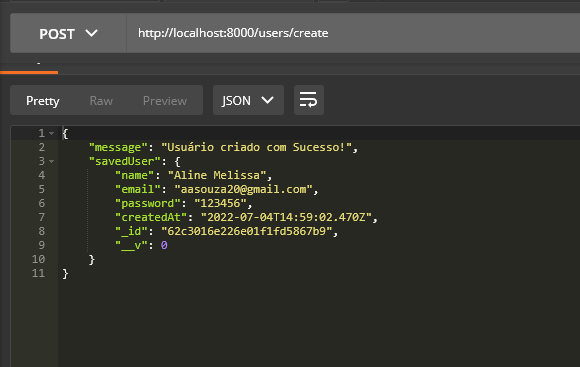 POST http://localhost:8000/users/create
Pretty Raw Preview JSON
1 {
2 "message": "Usuário criado com Sucesso!",
3 "savedUser": {
4 "name": "Aline Melissa",
5 "email": "aasouza20@gmail.com",
6 "password": "123456",
7 "createdAt": "2022-07-04T14:59:02.470Z",
8 "_id": "62c3016e226e01f1fd5867b9",
9 "__v": 0
10 }
11 }